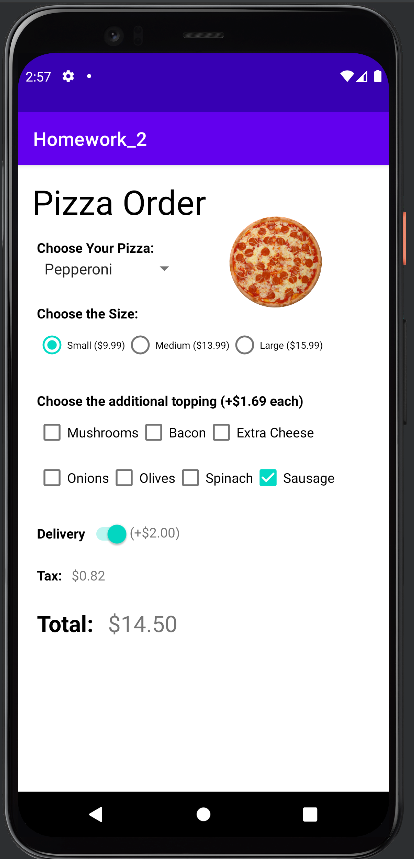 2:57
Homework_2
Pizza Order
Choose Your Pizza:
Pepperoni
Choose the Size:
Small ($9.99) Medium ($13.99) Large ($15.99)
Choose the additional topping (+$1.69 each)
Mushrooms Bacon Extra Cheese
Onions Olives Spinach Sausage
Delivery (+$2.00)
Tax: $0.82
Total: $14.50